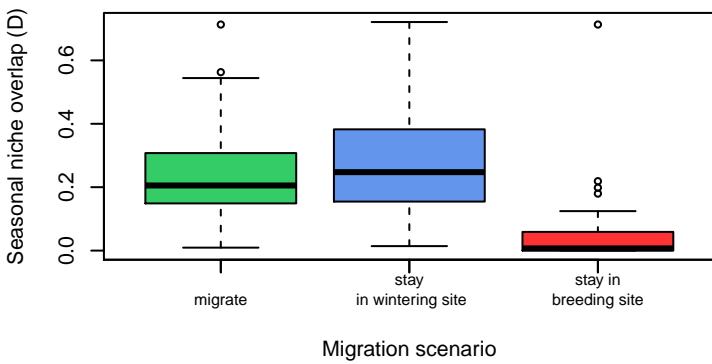 Seasonal niche overlap (D)
0.6
0.4
0.2
0.0
migrate
stay
in wintering site
stay in
breeding site
Migration scenario